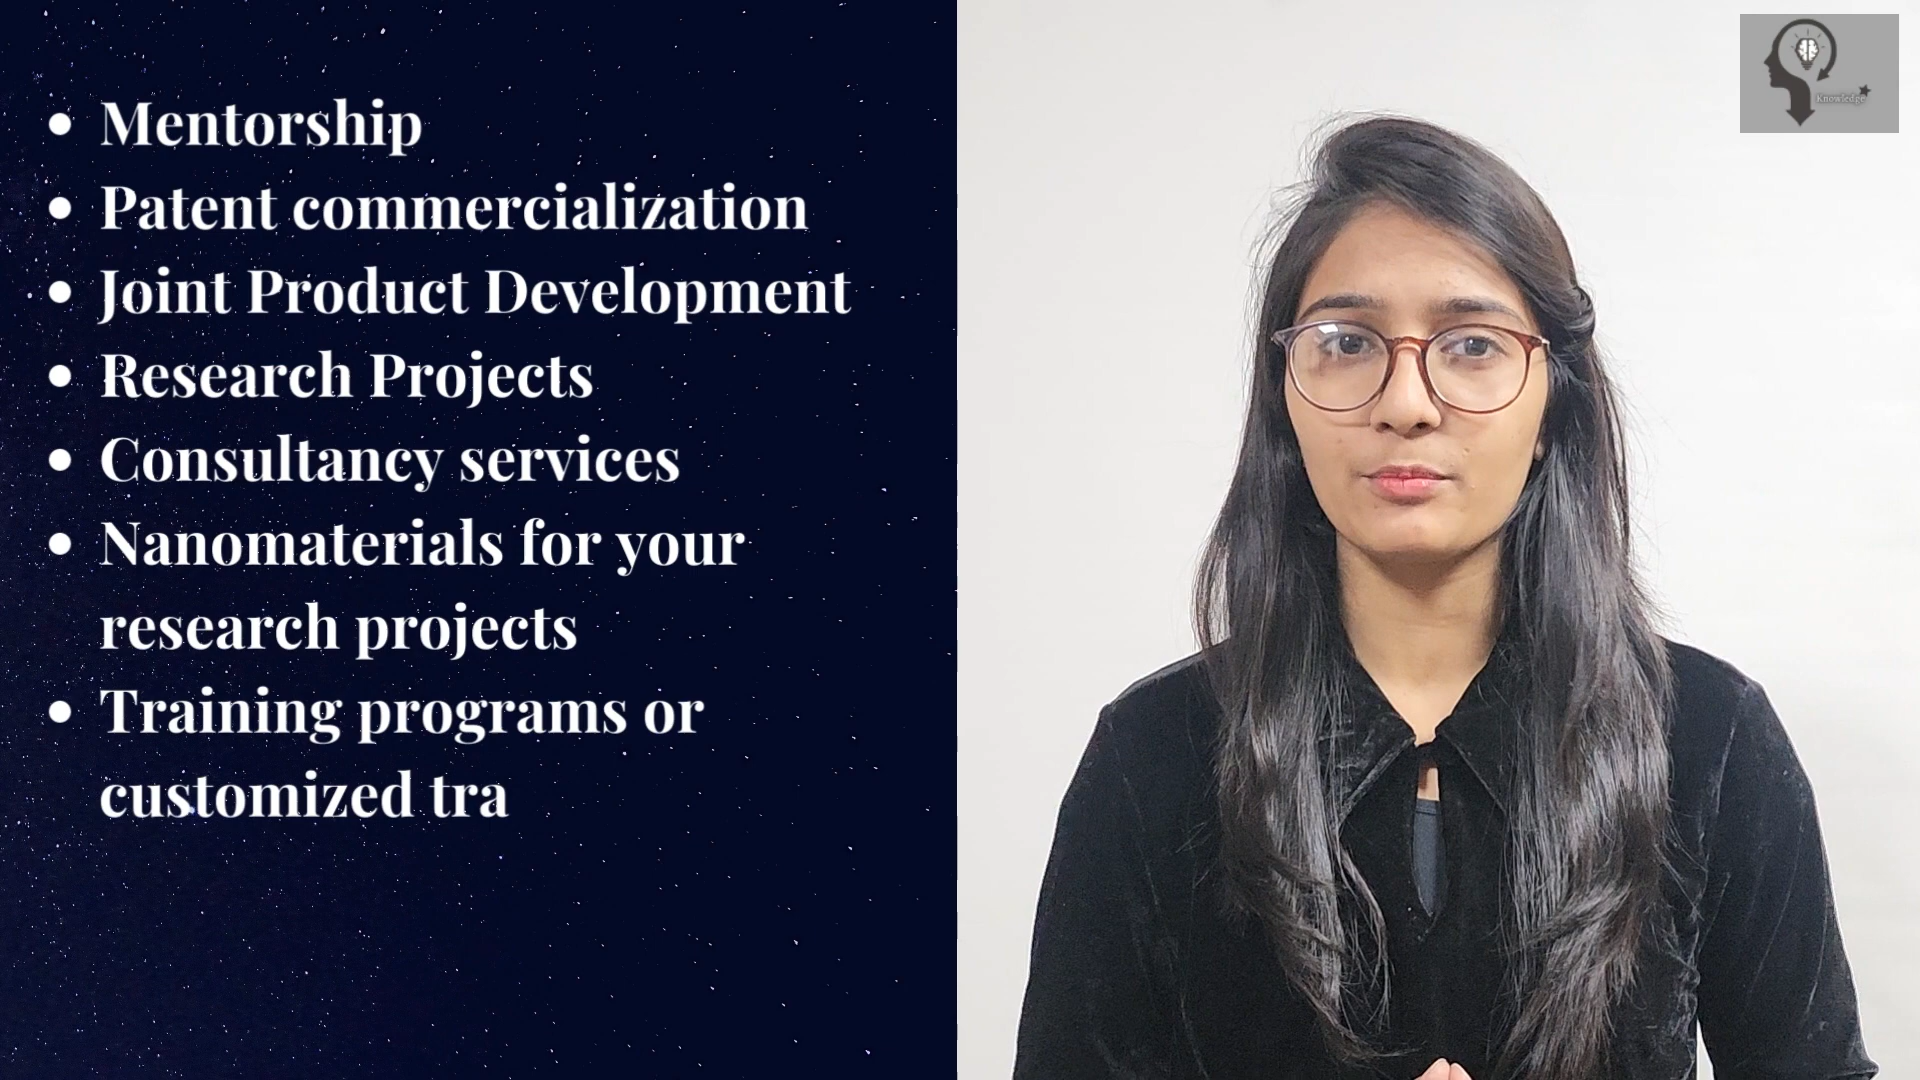 Mentorship
Patent commercialization
Joint Product Development
Research Projects
Consultancy services
Nanomaterials for your
research projects
Training programs or
customized tra
Knowledge